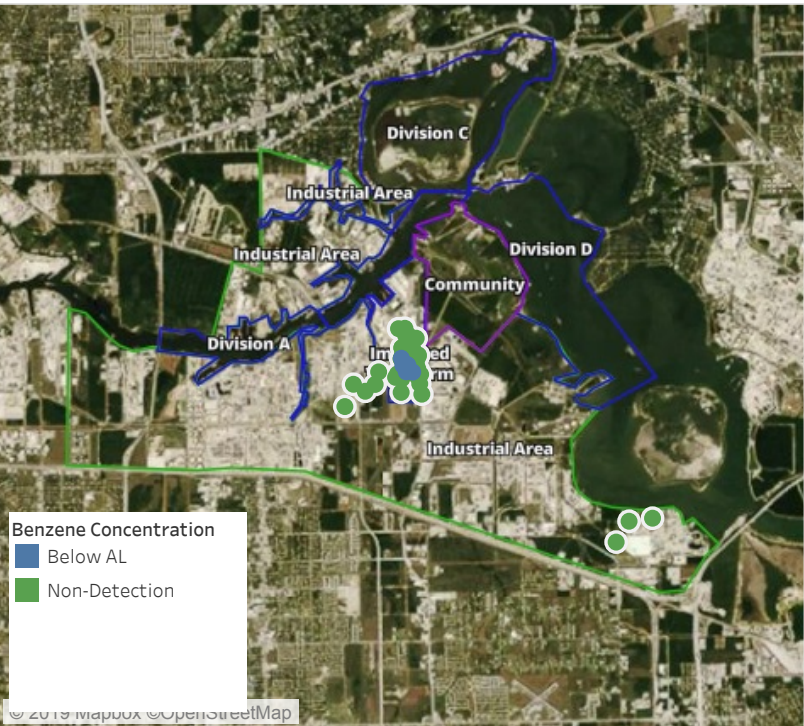 Division C
Industrial Area
Industrial Area
Division D
Community
Division A
Industrial Area
Benzene Concentration
Below AL
Non-Detection
© 2019 Mapbox ©OpenStreetMap